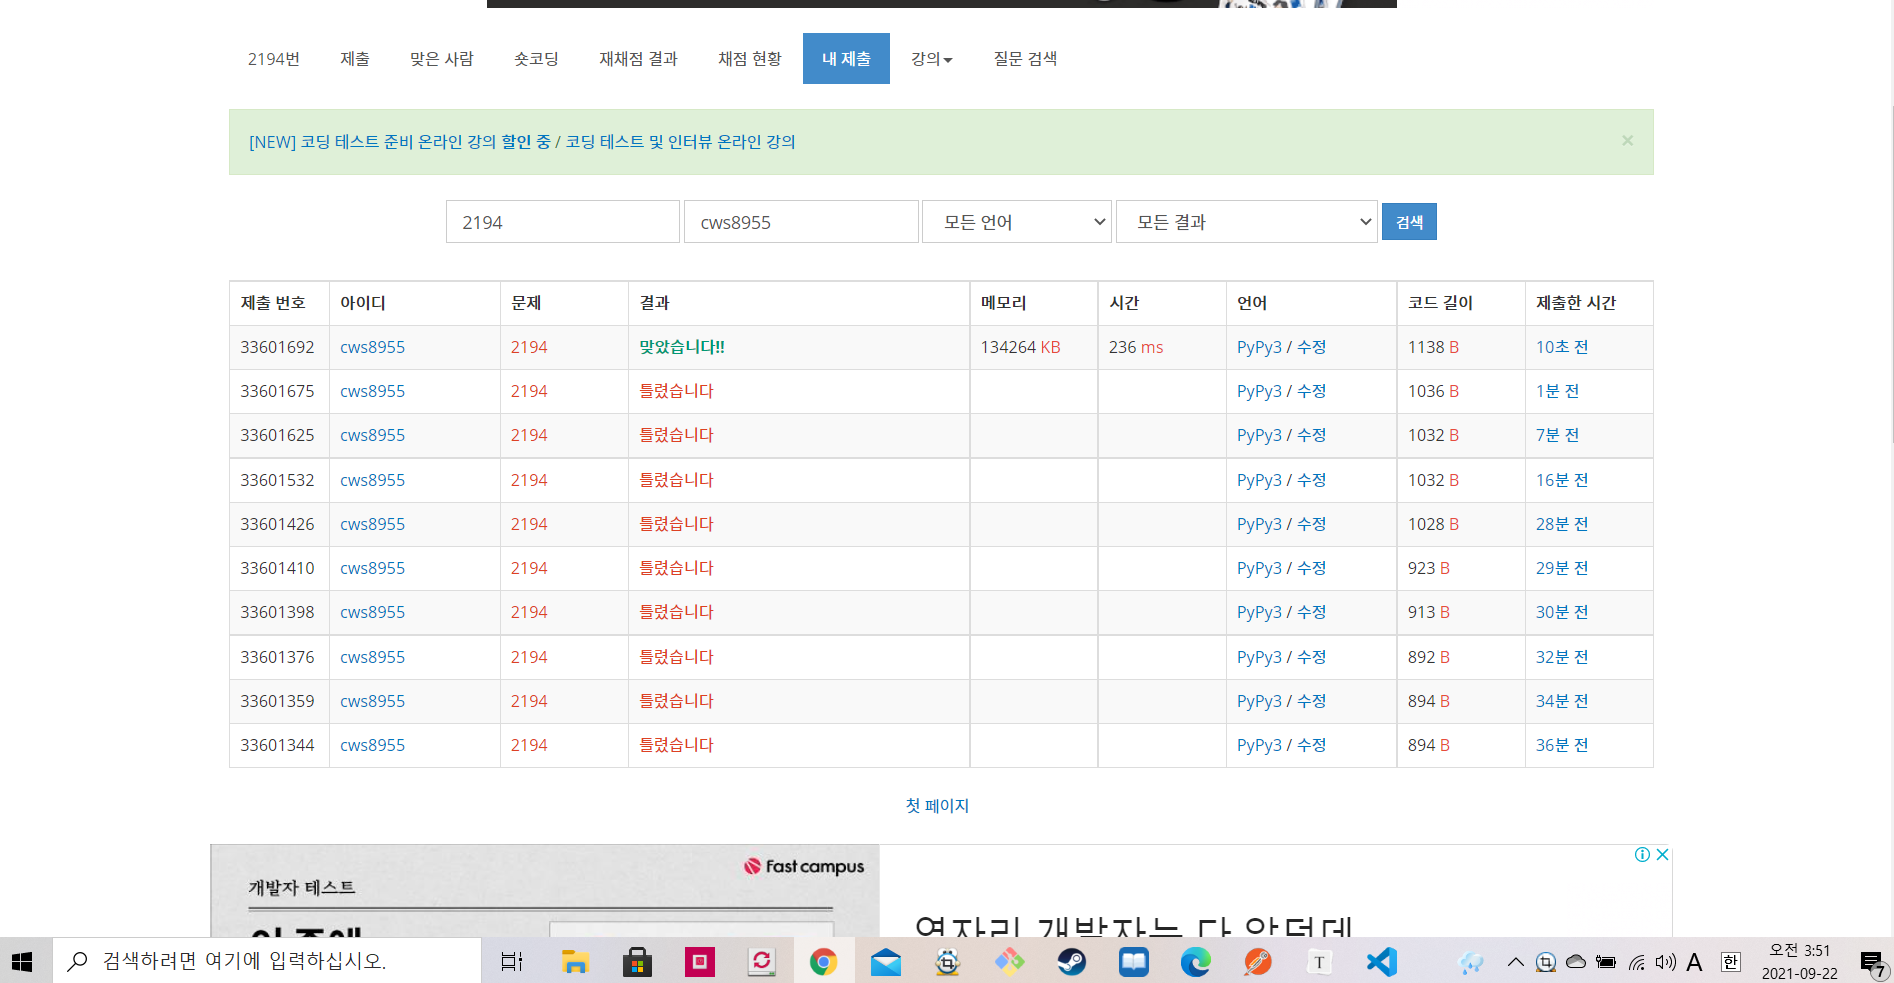 2194번 제출 맞은 사람 숏코딩 재채점 결과 채점 현황 내 제출 강의 질문 검색
[NEW] 코딩 테스트 준비 온라인 강의 할인 중 / 코딩 테스트 및 인터뷰 온라인 강의 ×
2194 cws8955 모든 언어 모든 결과 검색
제출 번호 아이디 문제 결과 메모리 시간 언어 코드 길이 제출한 시간
33601692 cws8955 2194 맞았습니다!! 134264 KB 236 ms PyPy3 / 수정 1138 B 10초 전
33601675 cws8955 2194 틀렸습니다 PyPy3 / 수정 1036 B 1분 전
33601625 cws8955 2194 틀렸습니다 PyPy3 / 수정 1032 B 7분 전
33601532 cws8955 2194 틀렸습니다 PyPy3 / 수정 1032 B 16분 전
33601426 cws8955 2194 틀렸습니다 PyPy3 / 수정 1028 B 28분 전
33601410 cws8955 2194 틀렸습니다 PyPy3 / 수정 923 B 29분 전
33601398 cws8955 2194 틀렸습니다 PyPy3 / 수정 913 B 30분 전
33601376 cws8955 2194 틀렸습니다 PyPy3 / 수정 892 B 32분 전
33601359 cws8955 2194 틀렸습니다 PyPy3 / 수정 894 B 34분 전
33601344 cws8955 2194 틀렸습니다 PyPy3 / 수정 894 B 36분 전
첫 페이지
fast campus
개발자 테스트
검색하려면 여기에 입력하십시오.
T
A 한
오전 3:51
2021-09-22
7